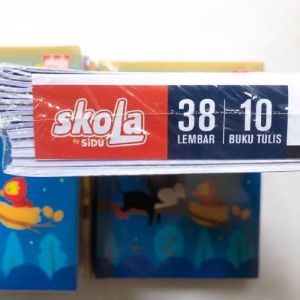 skola
by SiDU
38 LEMBAR
10 BUKU TULIS